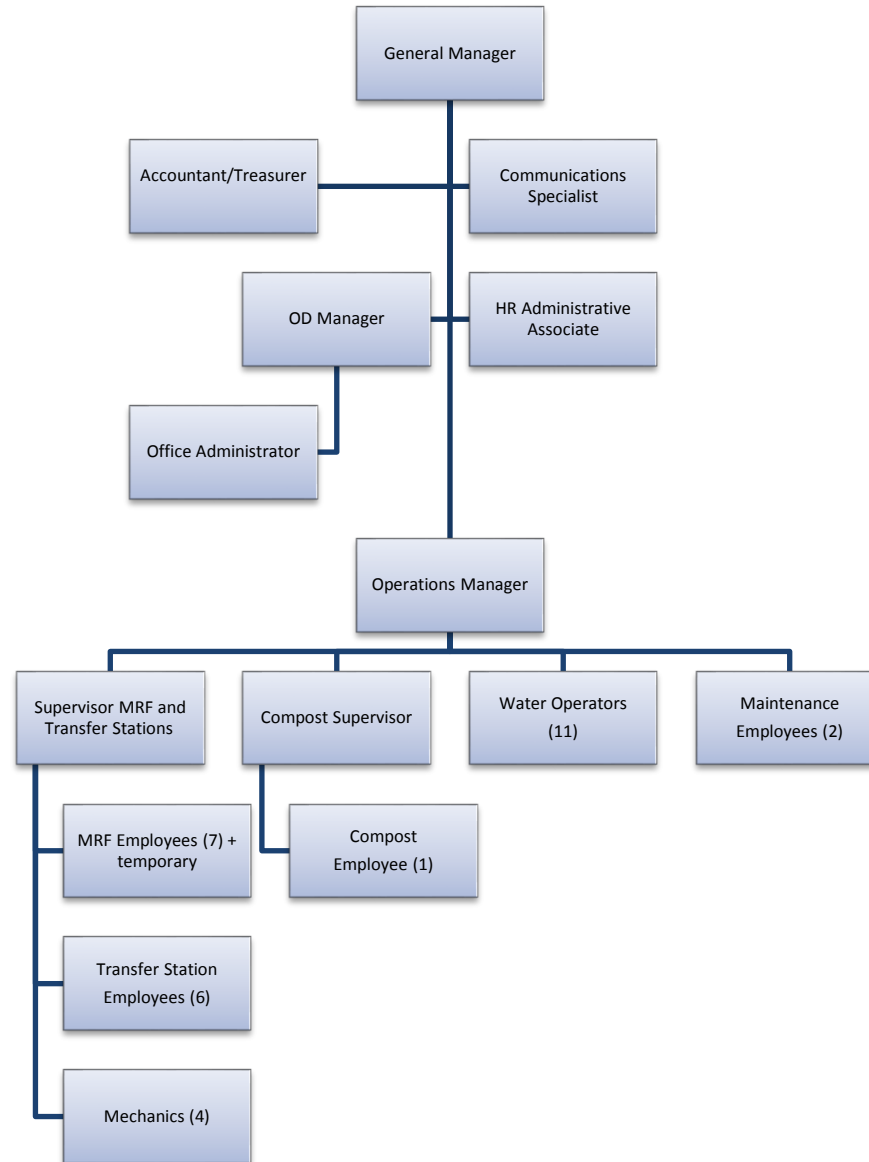 General Manager
Accountant/Treasurer
Communications
Specialist
OD Manager
HR Administrative
Associate
Office Administrator
Operations Manager
Supervisor MRF and
Transfer Stations
Compost Supervisor
Water Operators
(11)
Maintenance
Employees (2)
MRF Employees (7) +
temporary
Compost
Employee (1)
Transfer Station
Employees (6)
Mechanics (4)